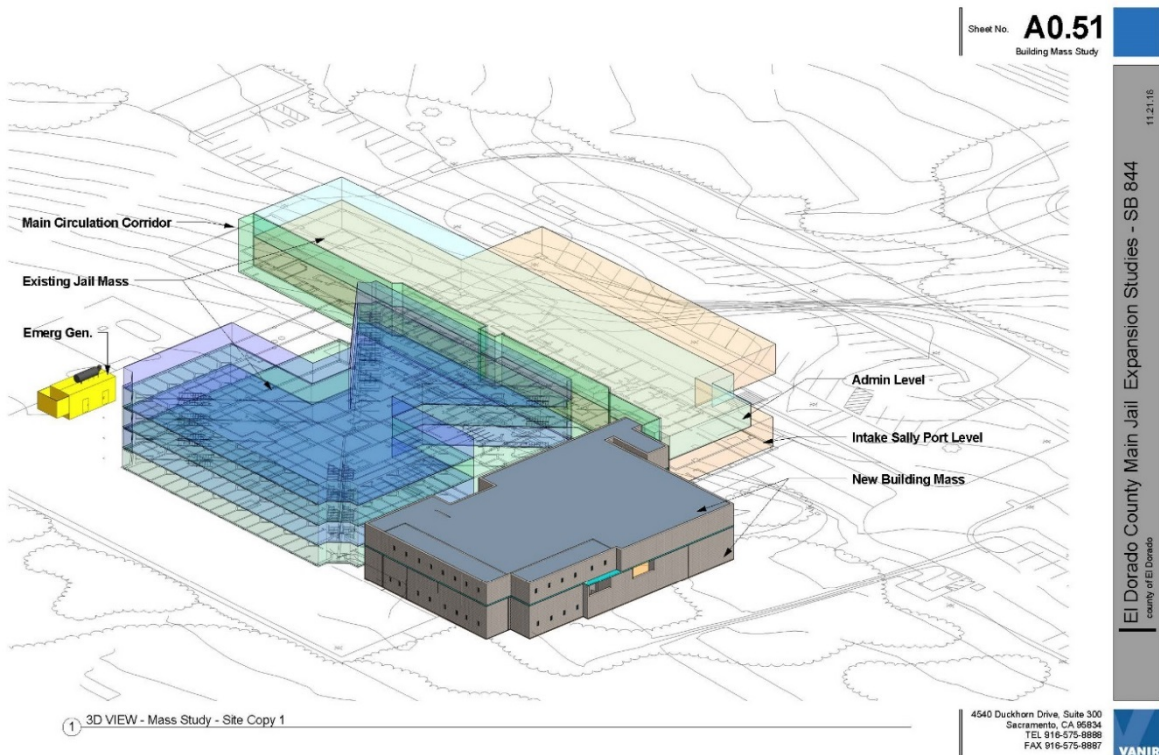 Sheet No. A0.51
Building Mass Study
11.21.18
El Dorado County Main Jail Expansion Studies - SB 844
county of El Dorado
Main Circulation Corridor
Existing Jail Mass
Emerg Gen.
Admin Level
Intake Sally Port Level
New Building Mass
1 3D VIEW - Mass Study - Site Copy 1
4540 Duckhorn Drive, Suite 300
Sacramento, CA 95834
TEL 916-575-8888
FAX 916-575-8887
VANIR